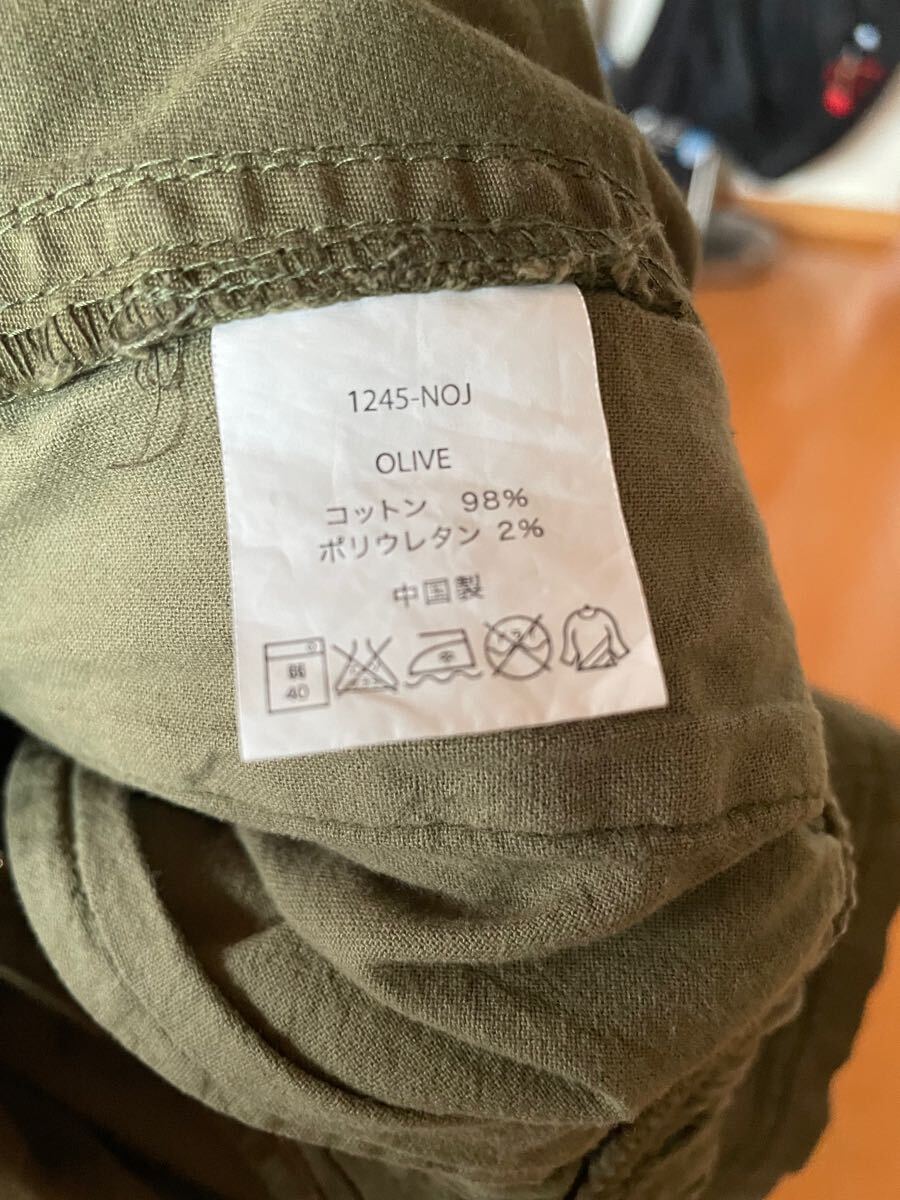 1245-NOJ
OLIVE
コットン 98%
ポリウレタン 2%
中国製
弱
40